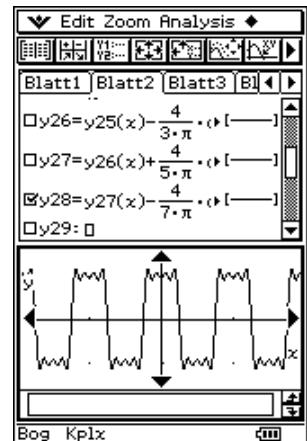 Edit Zoom Analysis
Blatt1 Blatt2 Blatt3 Bl
y26=y25(x)-4/(3·π)·(
y27=y26(x)+4/(5·π)·(
y28=y27(x)-4/(7·π)·(
y29:
y
x
Bog Kplx